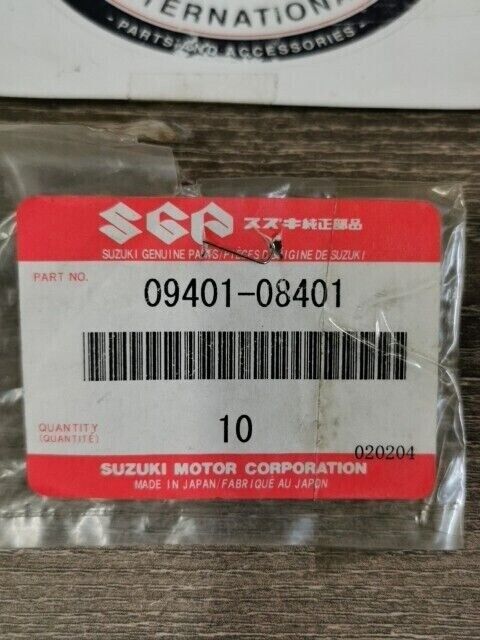 INTERNATIONAL
- PARTS AND ACCESSORIES -
SGP スズキ純正部品
SUZUKI GENUINE PARTS/PIÈCES D'ORIGINE DE SUZUKI
PART NO.
09401-08401
QUANTITY
(QUANTITÉ)
10
020204
SUZUKI MOTOR CORPORATION
MADE IN JAPAN/FABRIQUÉ AU JAPON